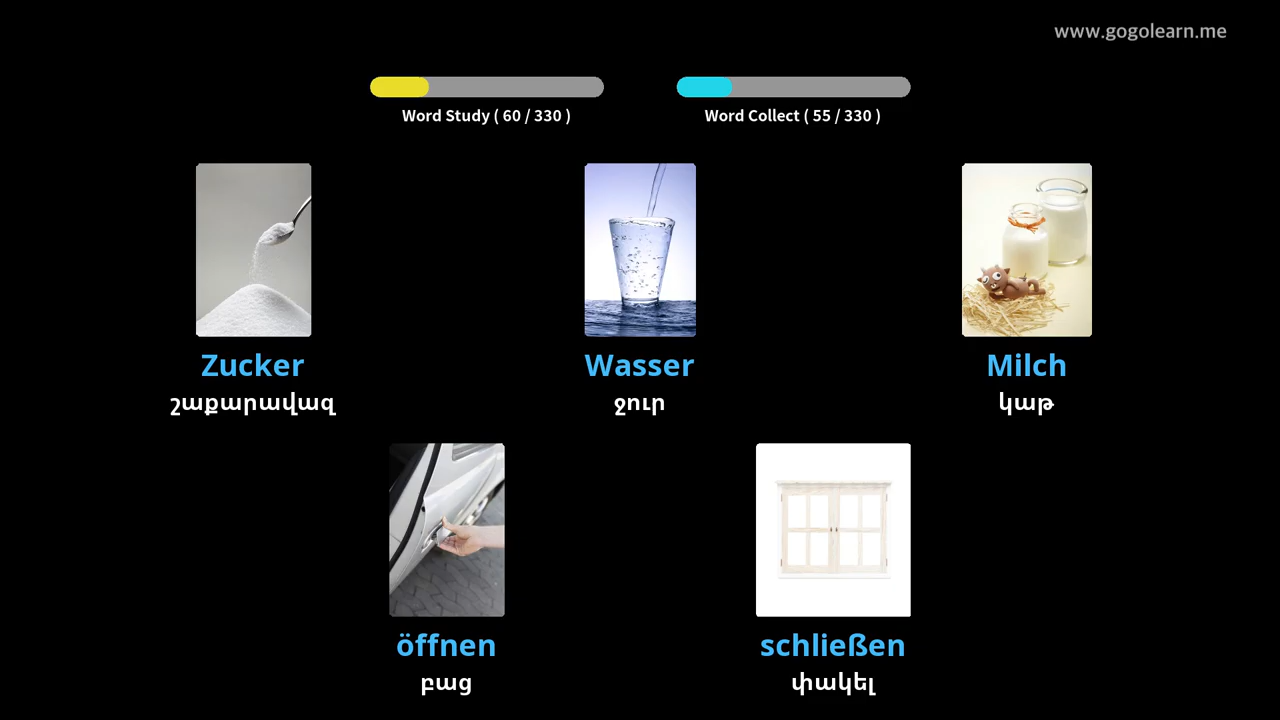 www.gogolearn.me
Word Study ( 60 / 330 )
Word Collect ( 55 / 330 )
Zucker
շաքարավազ
Wasser
ջուր
Milch
կաթ
öffnen
բաց
schließen
փակել